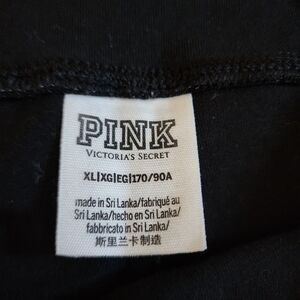 PINK
VICTORIA'S SECRET
XL|XG|EG|170/90A
made in Sri Lanka/fabriqué au
Sri Lanka/hecho en Sri Lanka/
fabbricato in Sri Lanka/
斯里兰卡制造